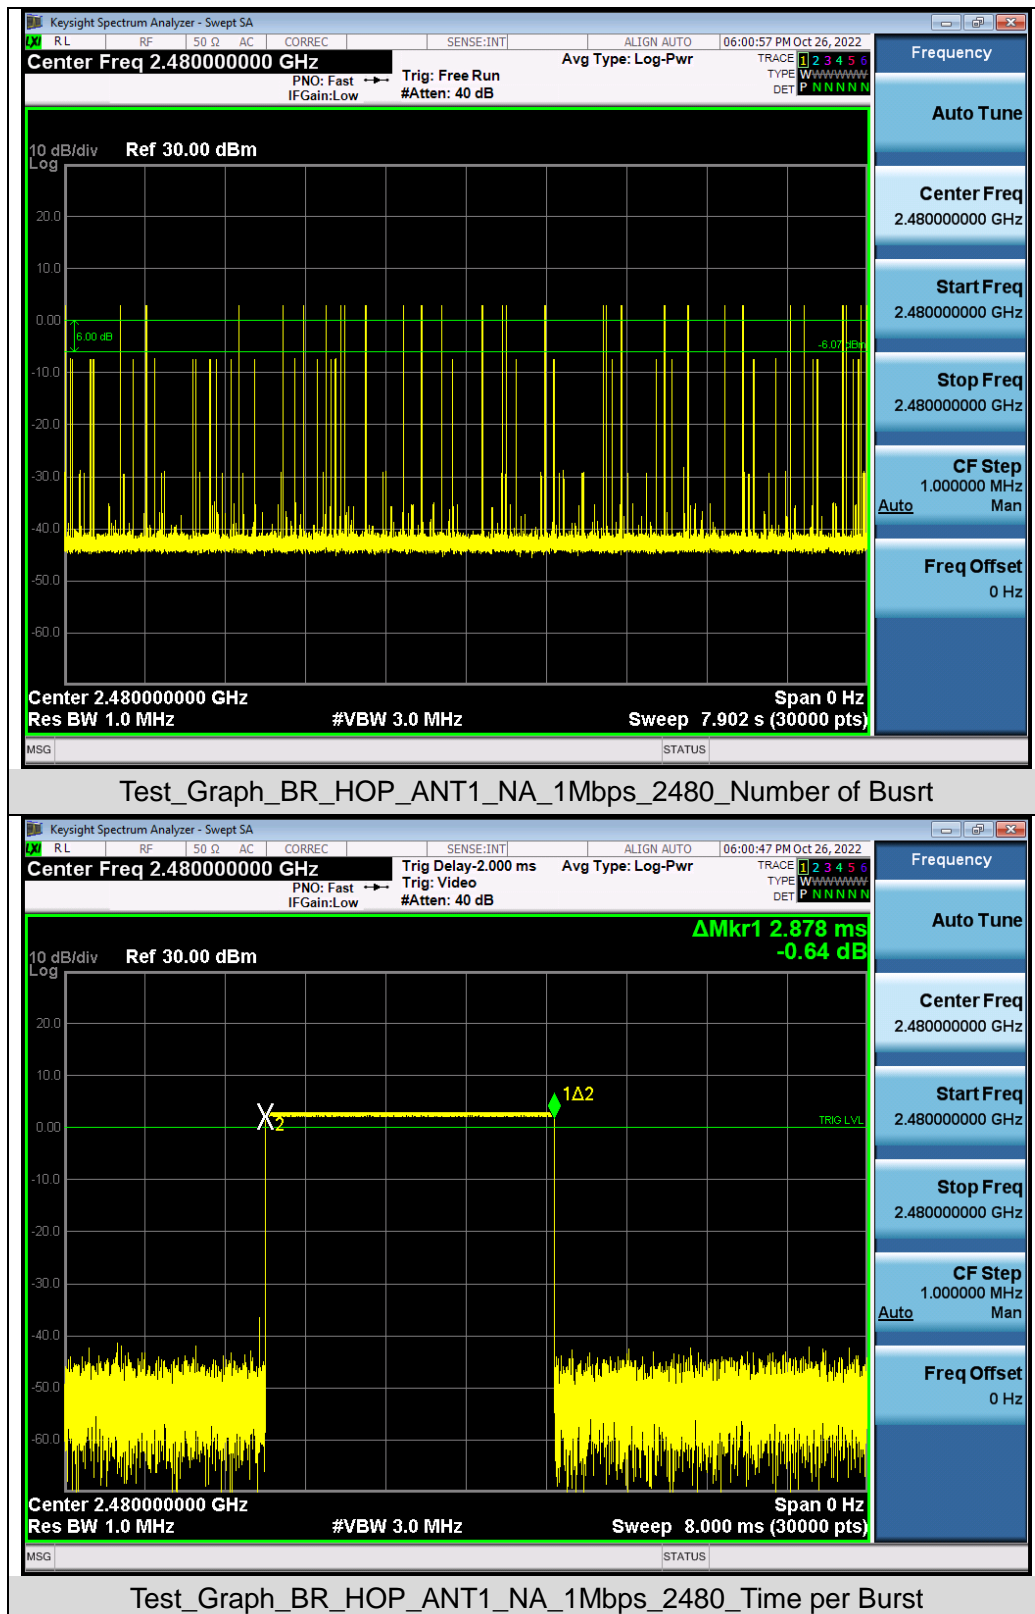 Keysight Spectrum Analyzer - Swept SA
LXI RL RF 50 Ω AC CORREC SENSE:INT ALIGN AUTO 06:00:57 PM Oct 26, 2022
Center Freq 2.480000000 GHz
PNO: Fast
IFGain:Low
Trig: Free Run
#Atten: 40 dB
Avg Type: Log-Pwr
TRACE 1 2 3 4 5 6
TYPE WWWWWW
DET P N N N N N
Frequency
Auto Tune
Center Freq
2.480000000 GHz
Start Freq
2.480000000 GHz
Stop Freq
2.480000000 GHz
CF Step
1.000000 MHz
Auto Man
Freq Offset
0 Hz
10 dB/div Ref 30.00 dBm
Log
20.0
10.0
0.00
6.00 dB
-6.07 dBm
-10.0
-20.0
-30.0
-40.0
-50.0
-60.0
Center 2.480000000 GHz Span 0 Hz
Res BW 1.0 MHz #VBW 3.0 MHz Sweep 7.902 s (30000 pts)
MSG STATUS
Test_Graph_BR_HOP_ANT1_NA_1Mbps_2480_Number of Busrt
Keysight Spectrum Analyzer - Swept SA
LXI RL RF 50 Ω AC CORREC SENSE:INT ALIGN AUTO 06:00:47 PM Oct 26, 2022
Center Freq 2.480000000 GHz
PNO: Fast
IFGain:Low
Trig Delay-2.000 ms
Trig: Video
#Atten: 40 dB
Avg Type: Log-Pwr
TRACE 1 2 3 4 5 6
TYPE WWWWWW
DET P N N N N N
Frequency
Auto Tune
Center Freq
2.480000000 GHz
Start Freq
2.480000000 GHz
Stop Freq
2.480000000 GHz
CF Step
1.000000 MHz
Auto Man
Freq Offset
0 Hz
ΔMkr1 2.878 ms
-0.64 dB
10 dB/div Ref 30.00 dBm
Log
20.0
10.0
1Δ2
X2
0.00
TRIG LVL
-10.0
-20.0
-30.0
-40.0
-50.0
-60.0
Center 2.480000000 GHz Span 0 Hz
Res BW 1.0 MHz #VBW 3.0 MHz Sweep 8.000 ms (30000 pts)
MSG STATUS
Test_Graph_BR_HOP_ANT1_NA_1Mbps_2480_Time per Burst